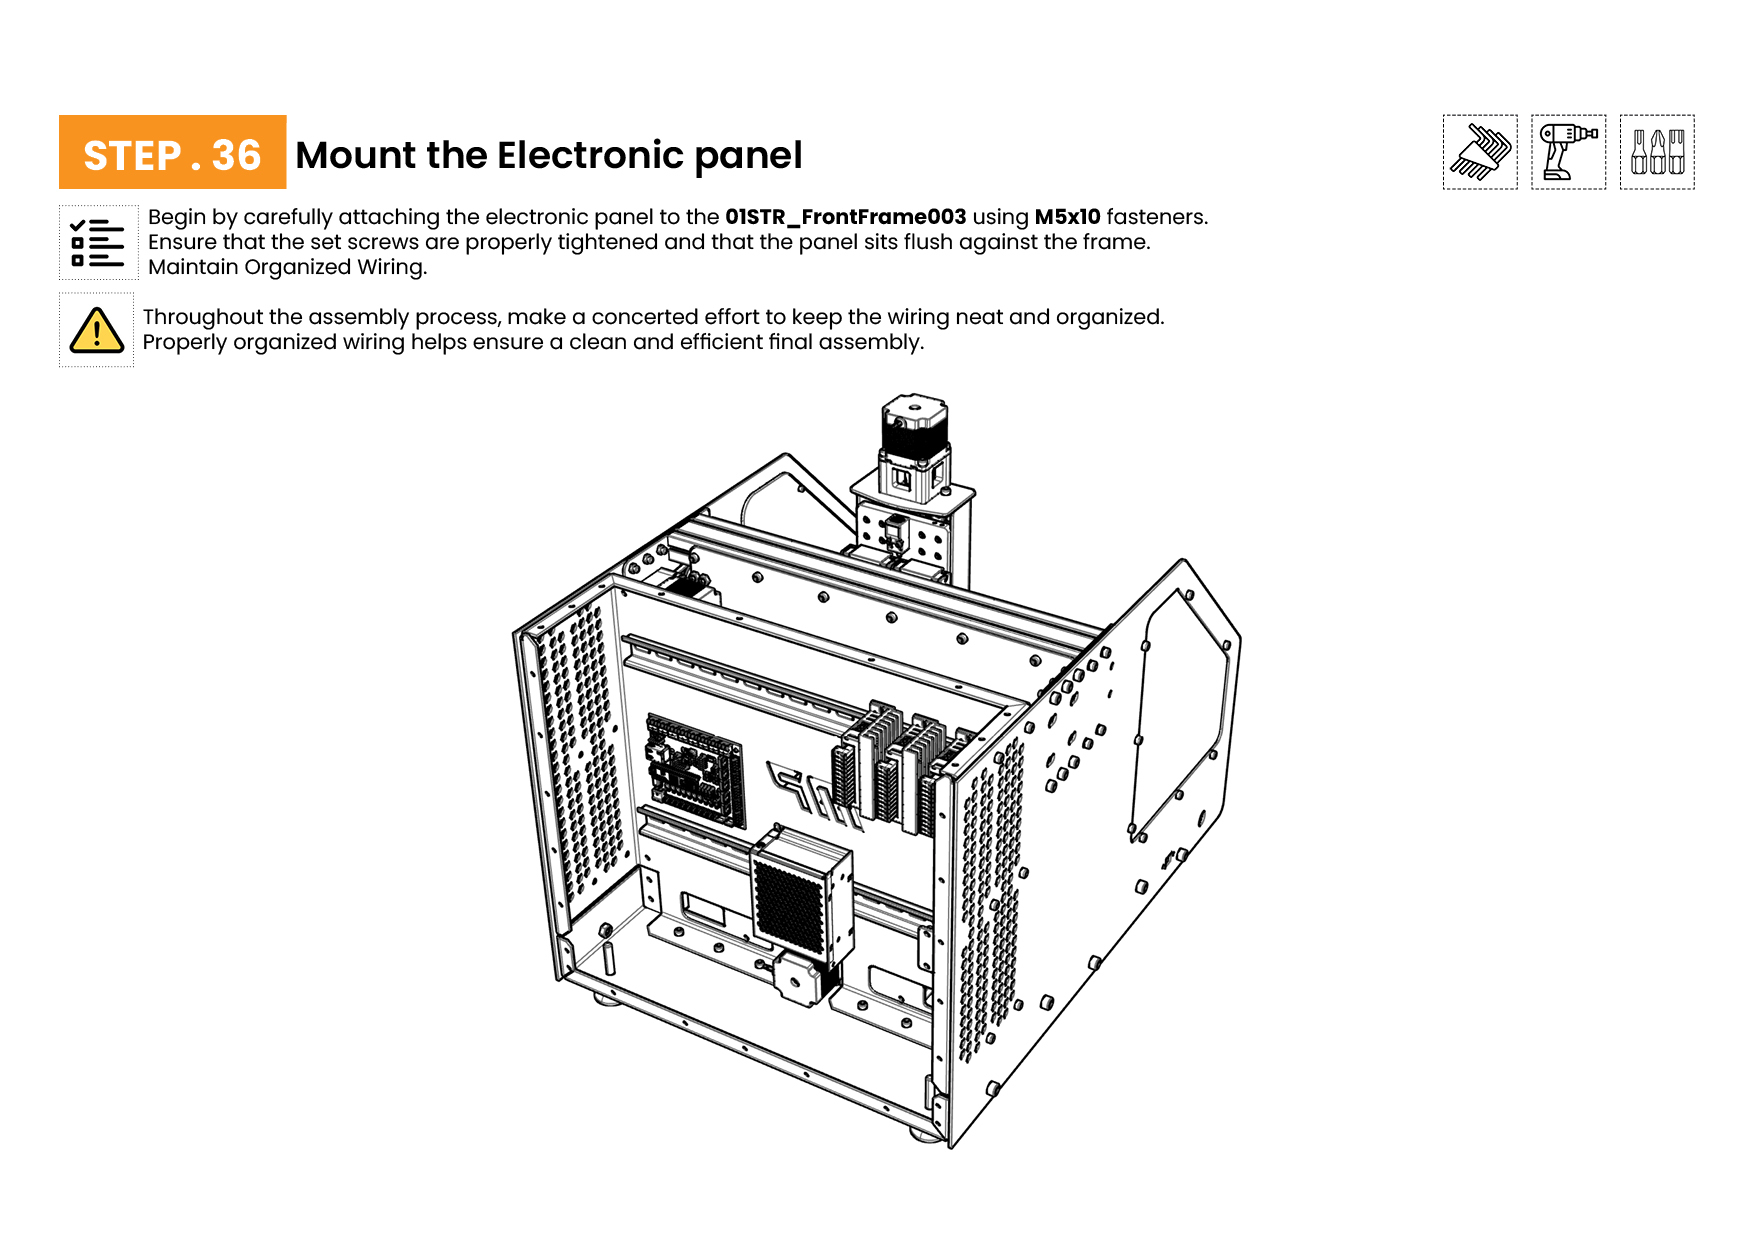 STEP . 36
Mount the Electronic panel
Begin by carefully attaching the electronic panel to the 01STR_FrontFrame003 using M5x10 fasteners.
Ensure that the set screws are properly tightened and that the panel sits flush against the frame.
Maintain Organized Wiring.
Throughout the assembly process, make a concerted effort to keep the wiring neat and organized.
Properly organized wiring helps ensure a clean and efficient final assembly.